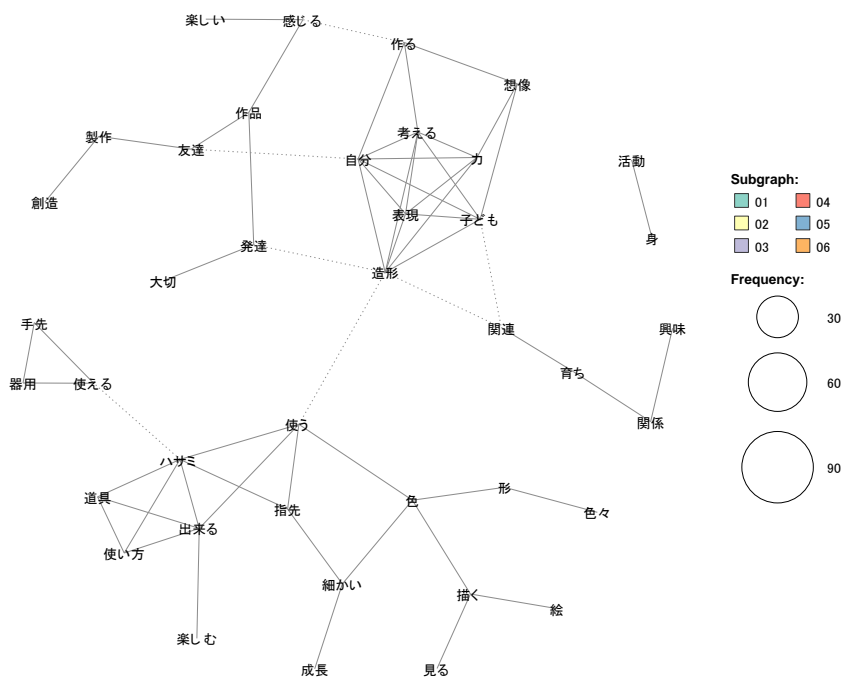 楽しい
感じる
作る
想像
作品
製作
友達
考える
自分
力
活動
創造
表現
子ども
身
発達
大切
造形
手先
関連
興味
器用
使える
育ち
関係
使う
ハサミ
道具
色
形
指先
色々
出来る
使い方
細かい
描く
絵
楽しむ
成長
見る
Subgraph:
01
02
03
04
05
06
Frequency:
30
60
90